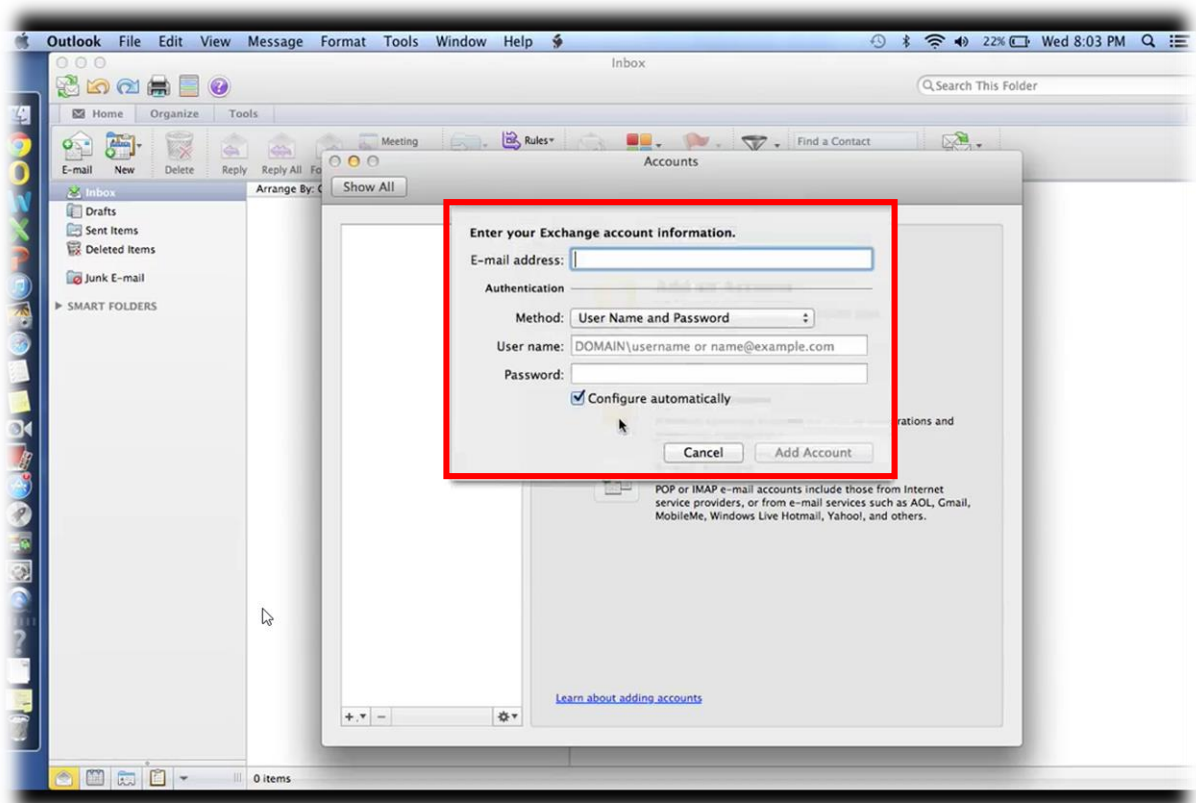 Outlook File Edit View Message Format Tools Window Help 22% Wed 8:03 PM
Inbox
Search This Folder
Home Organize Tools
Meeting Rules Find a Contact
E-mail New Delete Reply Reply All
Accounts
Show All
Inbox
Arrange By:
Drafts
Sent Items
Deleted Items
Junk E-mail
SMART FOLDERS
Enter your Exchange account information.
E-mail address:
Authentication
Method: User Name and Password
User name: DOMAIN\username or name@example.com
Password:
Configure automatically
rations and
Cancel Add Account
POP or IMAP e-mail accounts include those from Internet
service providers, or from e-mail services such as AOL, Gmail,
MobileMe, Windows Live Hotmail, Yahoo!, and others.
Learn about adding accounts
0 items